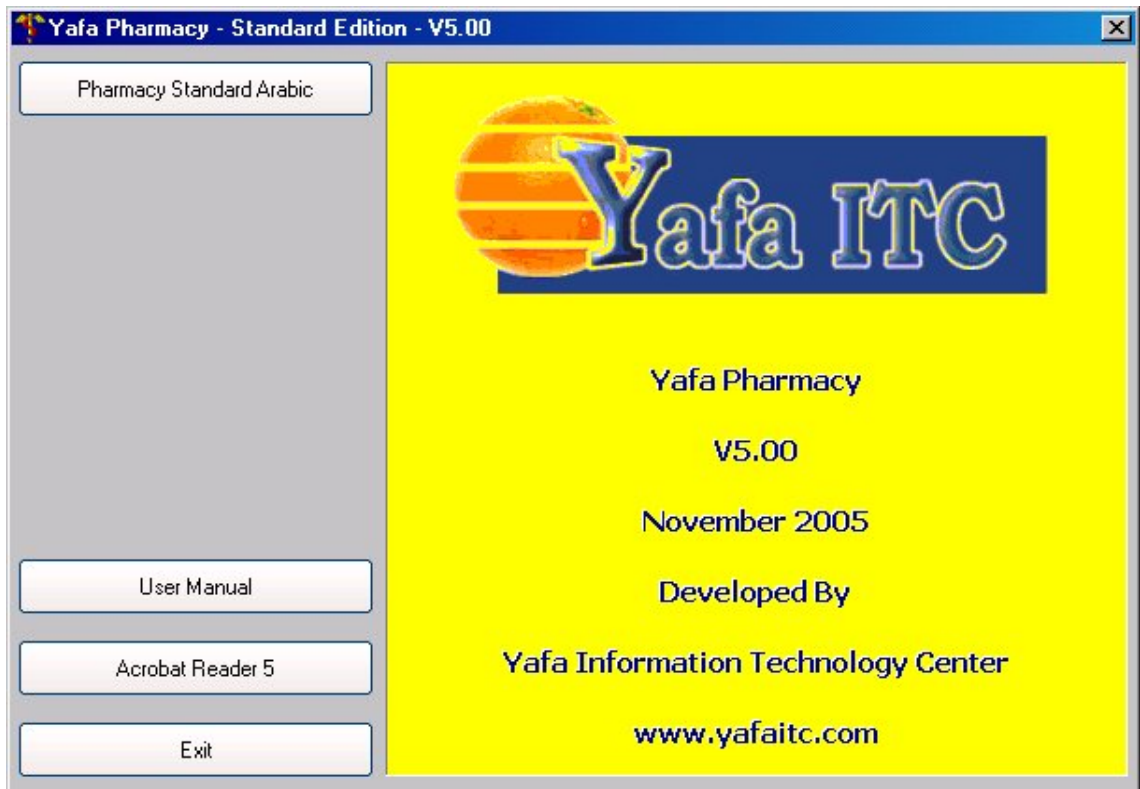 Yafa Pharmacy - Standard Edition - V5.00
Pharmacy Standard Arabic
User Manual
Acrobat Reader 5
Exit
Yafa ITC
Yafa Pharmacy
V5.00
November 2005
Developed By
Yafa Information Technology Center
www.yafaitc.com